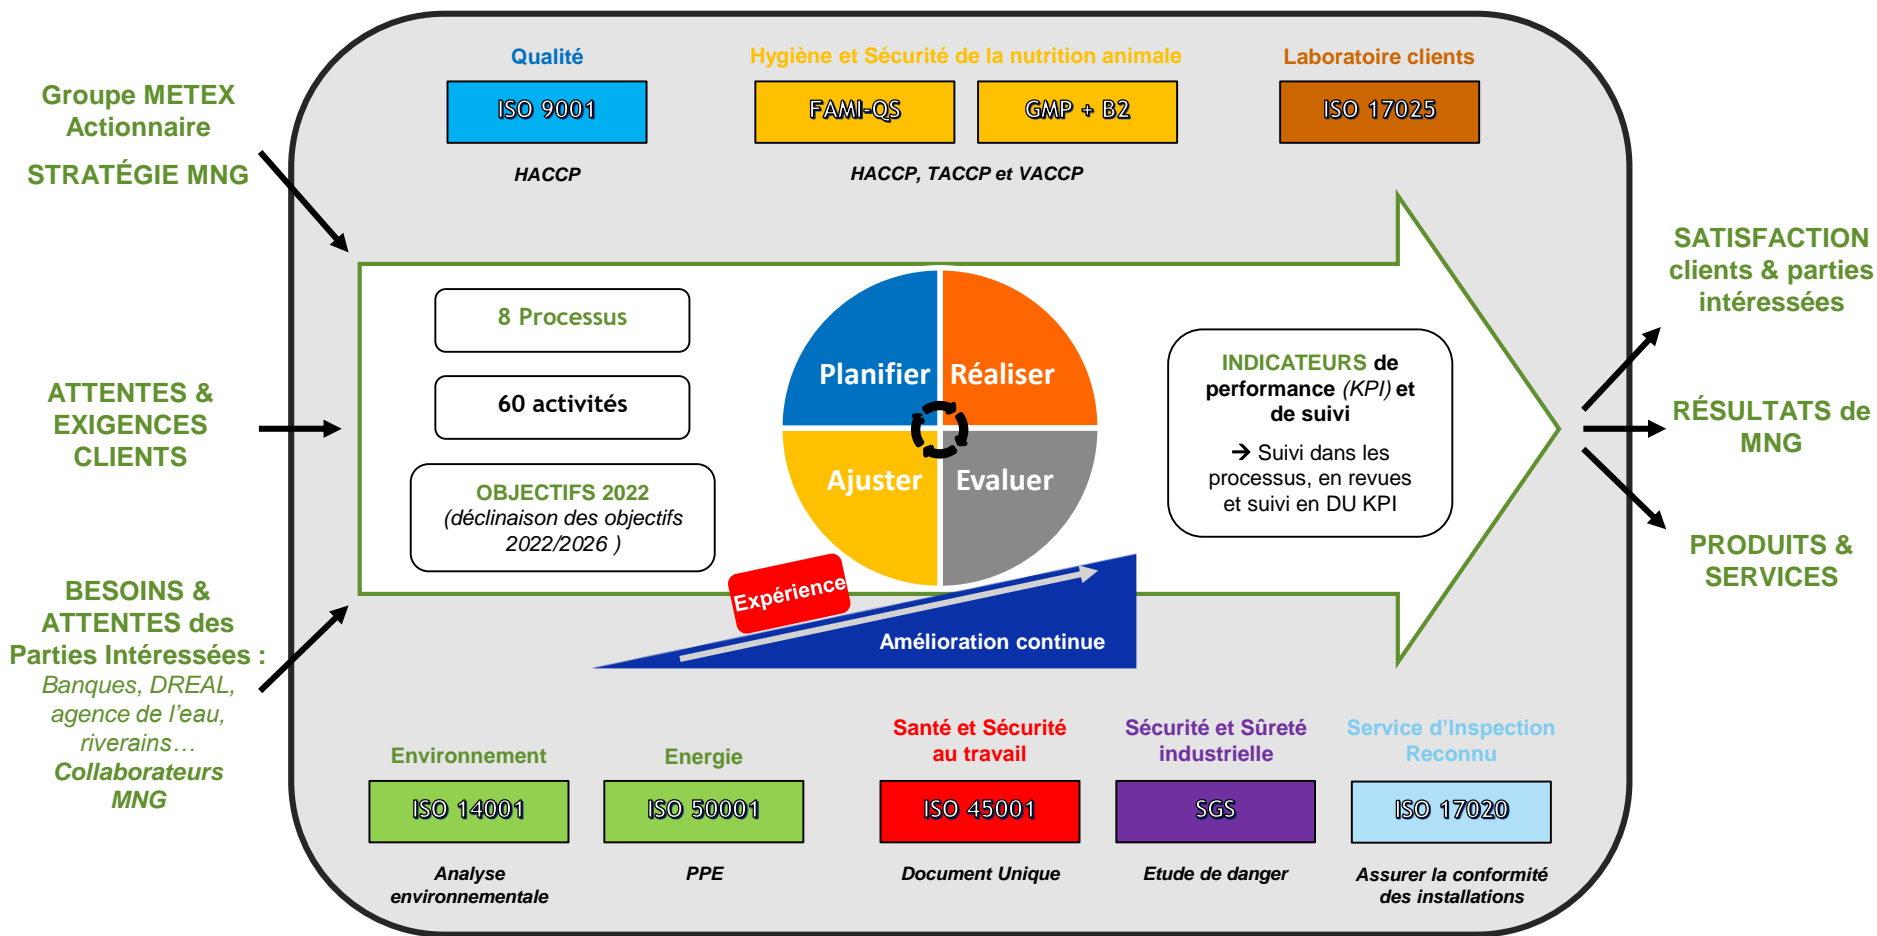 Qualité
ISO 9001
HACCP
Hygiène et Sécurité de la nutrition animale
FAMI-QS
GMP + B2
HACCP, TACCP et VACCP
Laboratoire clients
ISO 17025
Groupe METEX
Actionnaire
STRATÉGIE MNG
ATTENTES &
EXIGENCES
CLIENTS
BESOINS &
ATTENTES des
Parties Intéressées :
Banques, DREAL,
agence de l’eau,
riverains…
Collaborateurs
MNG
8 Processus
60 activités
OBJECTIFS 2022
(déclinaison des objectifs
2022/2026 )
Planifier
Réaliser
Ajuster
Evaluer
Expérience
Amélioration continue
INDICATEURS de
performance (KPI) et
de suivi
→ Suivi dans les
processus, en revues
et suivi en DU KPI
SATISFACTION
clients & parties
intéressées
RÉSULTATS de
MNG
PRODUITS &
SERVICES
Environnement
ISO 14001
Analyse
environnementale
Energie
ISO 50001
PPE
Santé et Sécurité
au travail
ISO 45001
Document Unique
Sécurité et Sûreté
industrielle
SGS
Etude de danger
Service d’Inspection
Reconnu
ISO 17020
Assurer la conformité
des installations